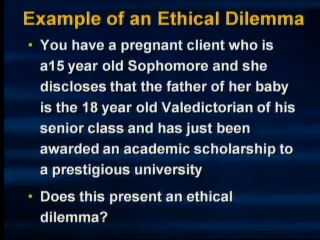 Example of an Ethical Dilemma
• You have a pregnant client who is
a15 year old Sophomore and she
discloses that the father of her baby
is the 18 year old Valedictorian of his
senior class and has just been
awarded an academic scholarship to
a prestigious university
• Does this present an ethical
dilemma?